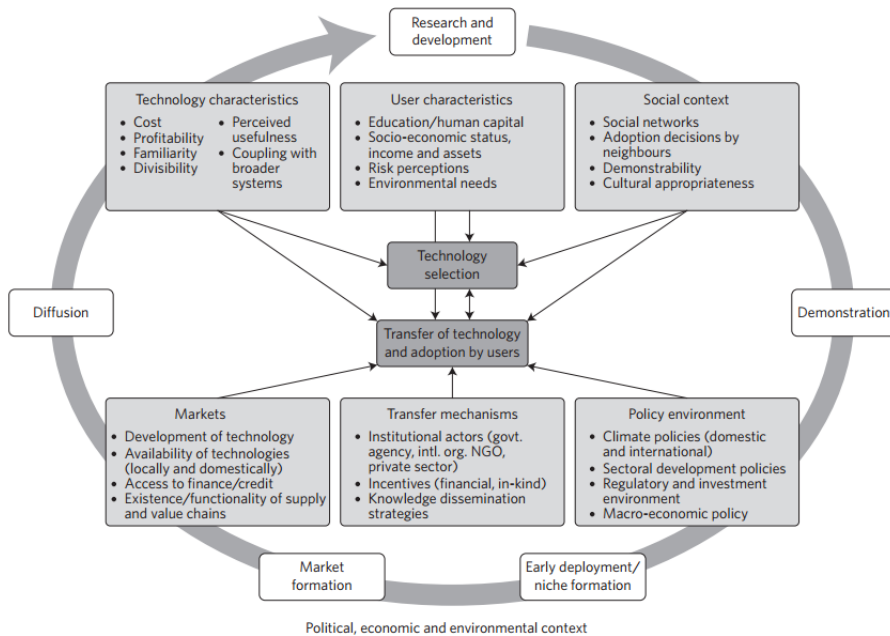 Research and
development
Technology characteristics
• Cost
• Profitability
• Familiarity
• Divisibility
• Perceived
usefulness
• Coupling with
broader
systems
User characteristics
• Education/human capital
• Socio-economic status,
income and assets
• Risk perceptions
• Environmental needs
Social context
• Social networks
• Adoption decisions by
neighbours
• Demonstrability
• Cultural appropriateness
Technology
selection
Diffusion
Transfer of technology
and adoption by users
Demonstration
Markets
• Development of technology
• Availability of technologies
(locally and domestically)
• Access to finance/credit
• Existence/functionality of supply
and value chains
Transfer mechanisms
• Institutional actors (govt.
agency, intl. org. NGO,
private sector)
• Incentives (financial, in-kind)
• Knowledge dissemination
strategies
Policy environment
• Climate policies (domestic
and international)
• Sectoral development policies
• Regulatory and investment
environment
• Macro-economic policy
Market
formation
Early deployment/
niche formation
Political, economic and environmental context